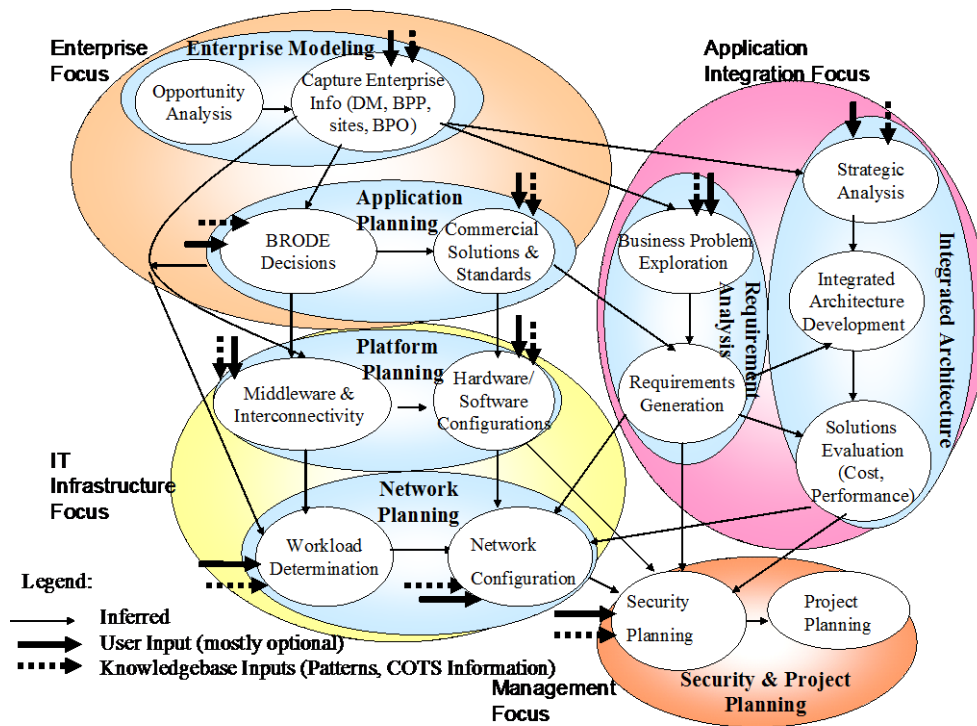 Enterprise
Focus
Enterprise Modeling
Opportunity
Analysis
Capture Enterprise
Info (DM, BPP,
sites, BPO)
Application
Integration Focus
Strategic
Analysis
Integrated
Architecture
Development
Solutions
Evaluation
(Cost,
Performance)
Integrated Architecture
Business Problem
Exploration
Requirements
Generation
Requirement
Analysis
Application
Planning
BRODE
Decisions
Commercial
Solutions &
Standards
Platform
Planning
Middleware &
Interconnectivity
Hardware/
Software
Configurations
IT
Infrastructure
Focus
Network
Planning
Workload
Determination
Network
Configuration
Security
Planning
Project
Planning
Security & Project
Planning
Management
Focus
Legend:
Inferred
User Input (mostly optional)
Knowledgebase Inputs (Patterns, COTS Information)